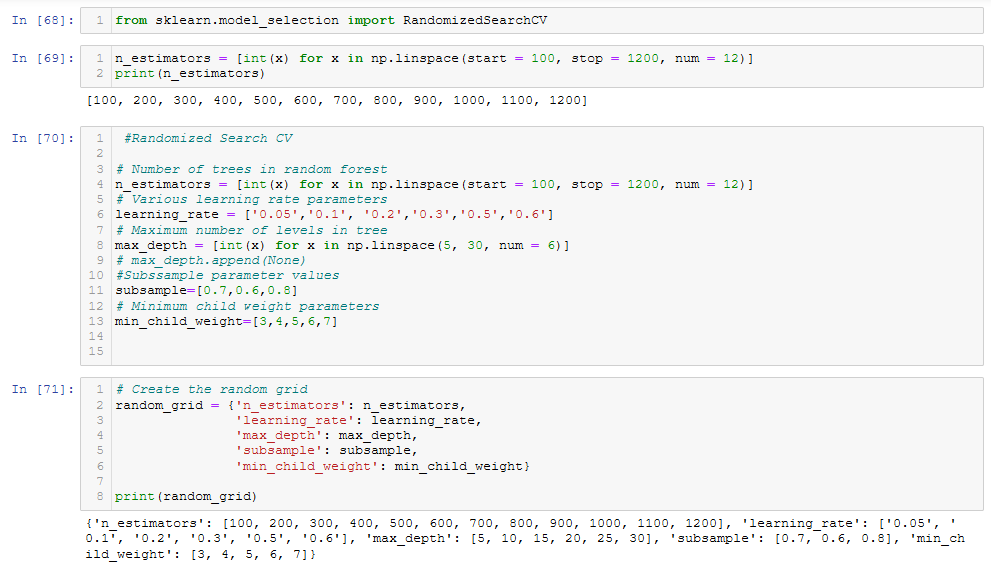 In [68]: 1 from sklearn.model_selection import RandomizedSearchCV
In [69]: 1 n_estimators = [int(x) for x in np.linspace(start = 100, stop = 1200, num = 12)]
2 print(n_estimators)
[100, 200, 300, 400, 500, 600, 700, 800, 900, 1000, 1100, 1200]
In [70]: 1 #Randomized Search CV
2
3 # Number of trees in random forest
4 n_estimators = [int(x) for x in np.linspace(start = 100, stop = 1200, num = 12)]
5 # Various learning rate parameters
6 learning_rate = ['0.05','0.1', '0.2','0.3','0.5','0.6']
7 # Maximum number of levels in tree
8 max_depth = [int(x) for x in np.linspace(5, 30, num = 6)]
9 # max_depth.append(None)
10 #Subssample parameter values
11 subsample=[0.7,0.6,0.8]
12 # Minimum child weight parameters
13 min_child_weight=[3,4,5,6,7]
14
15
In [71]: 1 # Create the random grid
2 random_grid = {'n_estimators': n_estimators,
3 'learning_rate': learning_rate,
4 'max_depth': max_depth,
5 'subsample': subsample,
6 'min_child_weight': min_child_weight}
7
8 print(random_grid)
{'n_estimators': [100, 200, 300, 400, 500, 600, 700, 800, 900, 1000, 1100, 1200], 'learning_rate': ['0.05', '
0.1', '0.2', '0.3', '0.5', '0.6'], 'max_depth': [5, 10, 15, 20, 25, 30], 'subsample': [0.7, 0.6, 0.8], 'min_ch
ild_weight': [3, 4, 5, 6, 7]}